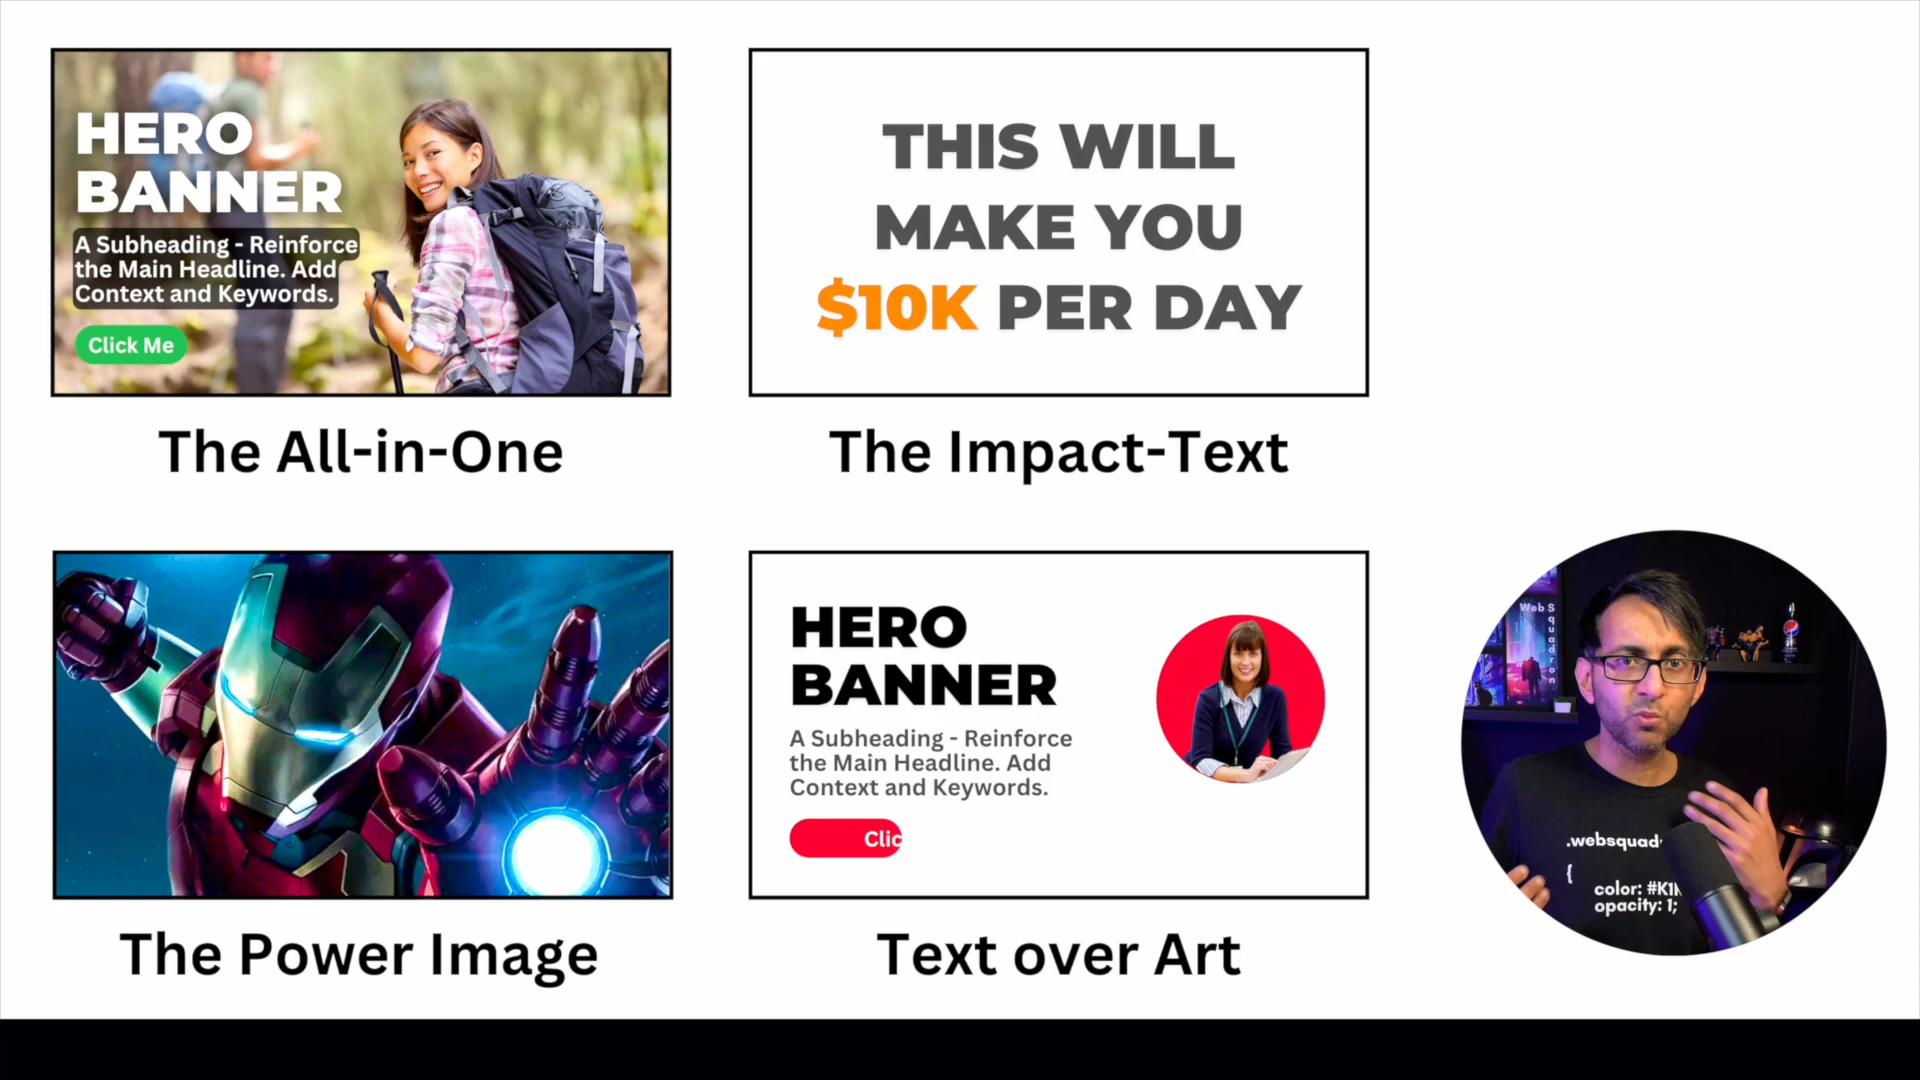 HERO
BANNER
A Subheading - Reinforce
the Main Headline. Add
Context and Keywords.
Click Me
The All-in-One
THIS WILL
MAKE YOU
$10K PER DAY
The Impact-Text
The Power Image
HERO
BANNER
A Subheading - Reinforce
the Main Headline. Add
Context and Keywords.
Clic
Text over Art
Web S
q
u
a
d
r
o
n
.websquad
{
color: #K1
opacity: 1;